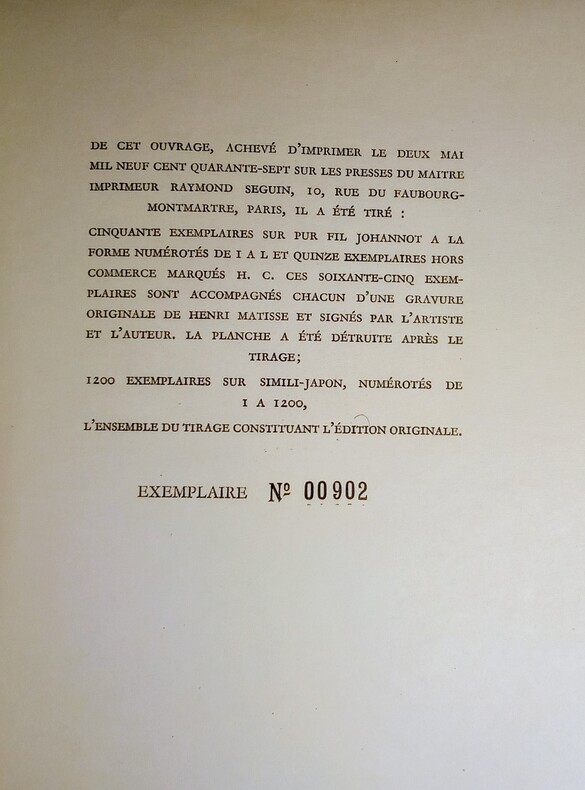 DE CET OUVRAGE, ACHEVÉ D'IMPRIMER LE DEUX MAI
MIL NEUF CENT QUARANTE-SEPT SUR LES PRESSES DU MAITRE
IMPRIMEUR RAYMOND SEGUIN, 10, RUE DU FAUBOURG-
MONTMARTRE, PARIS, IL A ÉTÉ TIRÉ :
CINQUANTE EXEMPLAIRES SUR PUR FIL JOHANNOT A LA
FORME NUMÉROTÉS DE I A L ET QUINZE EXEMPLAIRES HORS
COMMERCE MARQUÉS H. C. CES SOIXANTE-CINQ EXEM-
PLAIRES SONT ACCOMPAGNÉS CHACUN D'UNE GRAVURE
ORIGINALE DE HENRI MATISSE ET SIGNÉS PAR L'ARTISTE
ET L'AUTEUR. LA PLANCHE A ÉTÉ DÉTRUITE APRÈS LE
TIRAGE;
1200 EXEMPLAIRES SUR SIMILI-JAPON, NUMÉROTÉS DE
1 A 1200,
L'ENSEMBLE DU TIRAGE CONSTITUANT L'ÉDITION ORIGINALE.
EXEMPLAIRE Nº 00902